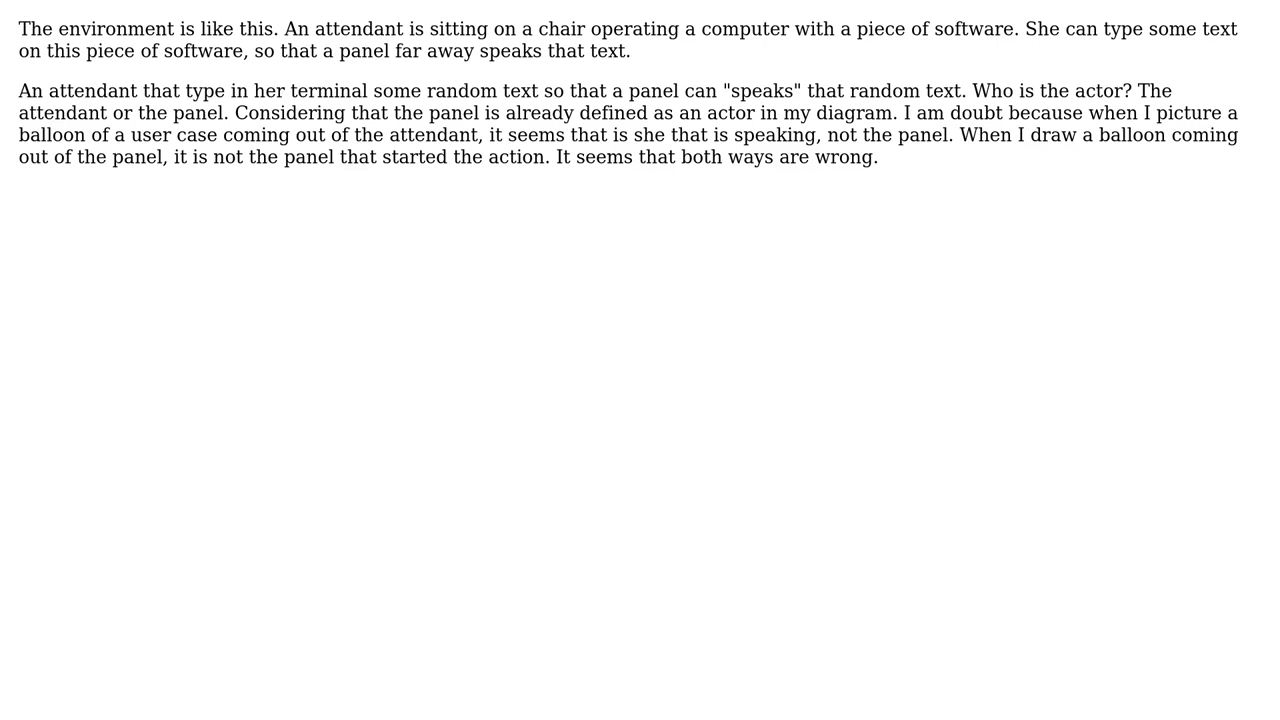 The environment is like this. An attendant is sitting on a chair operating a computer with a piece of software. She can type some text
on this piece of software, so that a panel far away speaks that text.
An attendant that type in her terminal some random text so that a panel can "speaks" that random text. Who is the actor? The
attendant or the panel. Considering that the panel is already defined as an actor in my diagram. I am doubt because when I picture a
balloon of a user case coming out of the attendant, it seems that is she that is speaking, not the panel. When I draw a balloon coming
out of the panel, it is not the panel that started the action. It seems that both ways are wrong.